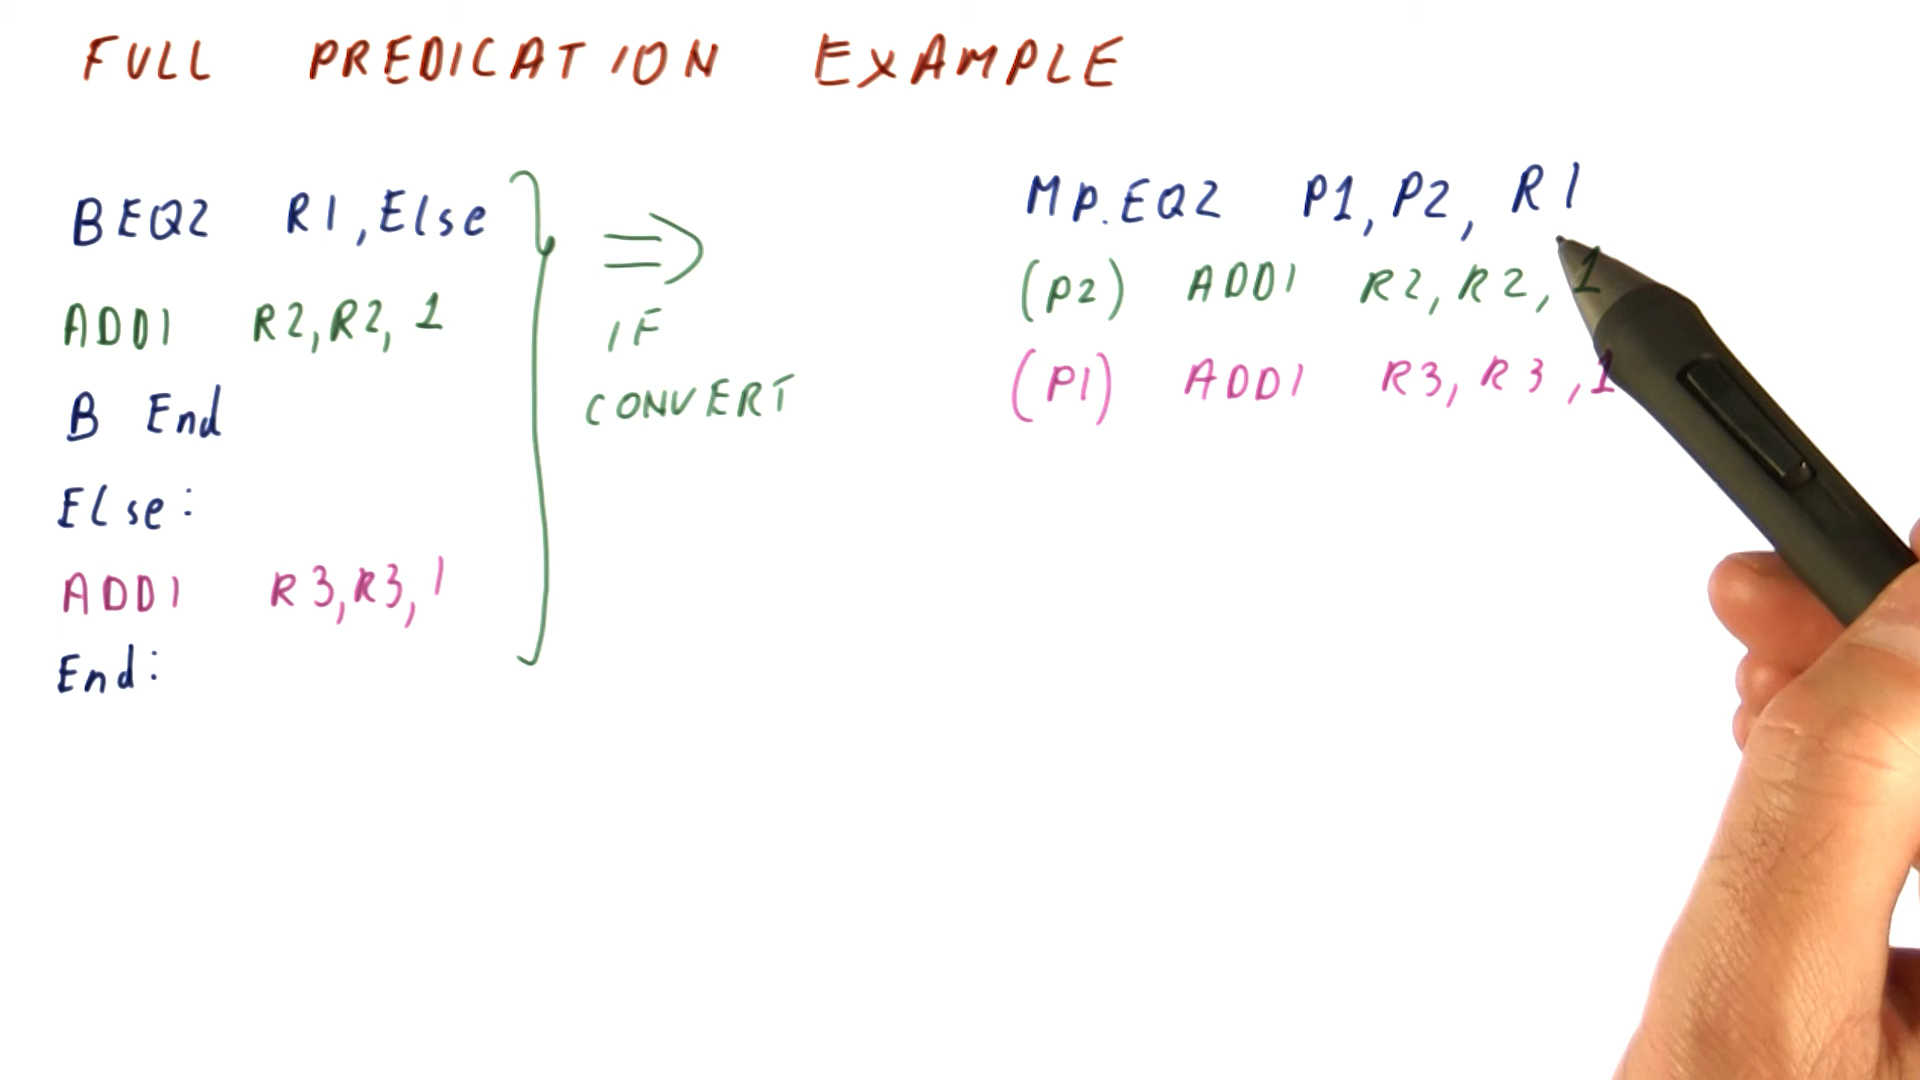 FULL PREDICATION EXAMPLE
BEQZ R1, Else
ADDI R2, R2, 1
B End
Else:
ADDI R3, R3, 1
End:
⇒
IF
CONVERT
MP.EQZ P1, P2, R1
(P2) ADDI R2, R2, 1
(P1) ADDI R3, R3, 1